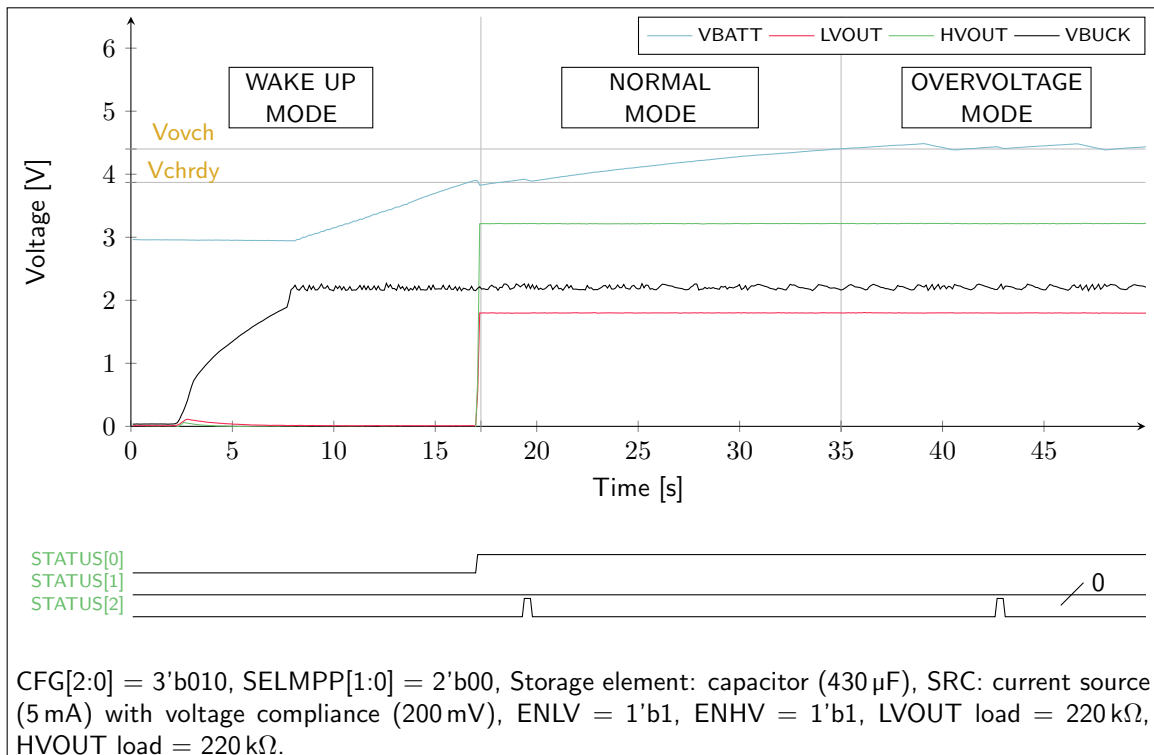 VBATT LVOUT HVOUT VBUCK
WAKE UP
MODE
NORMAL
MODE
OVERVOLTAGE
MODE
Vovch
Vchrdy
Voltage [V]
6
5
4
3
2
1
0
0 5 10 15 20 25 30 35 40 45
Time [s]
STATUS[0]
STATUS[1]
STATUS[2]
0
CFG[2:0] = 3'b010, SELMPP[1:0] = 2'b00, Storage element: capacitor (430 µF), SRC: current source
(5 mA) with voltage compliance (200 mV), ENLV = 1'b1, ENHV = 1'b1, LVOUT load = 220 kΩ,
HVOUT load = 220 kΩ.